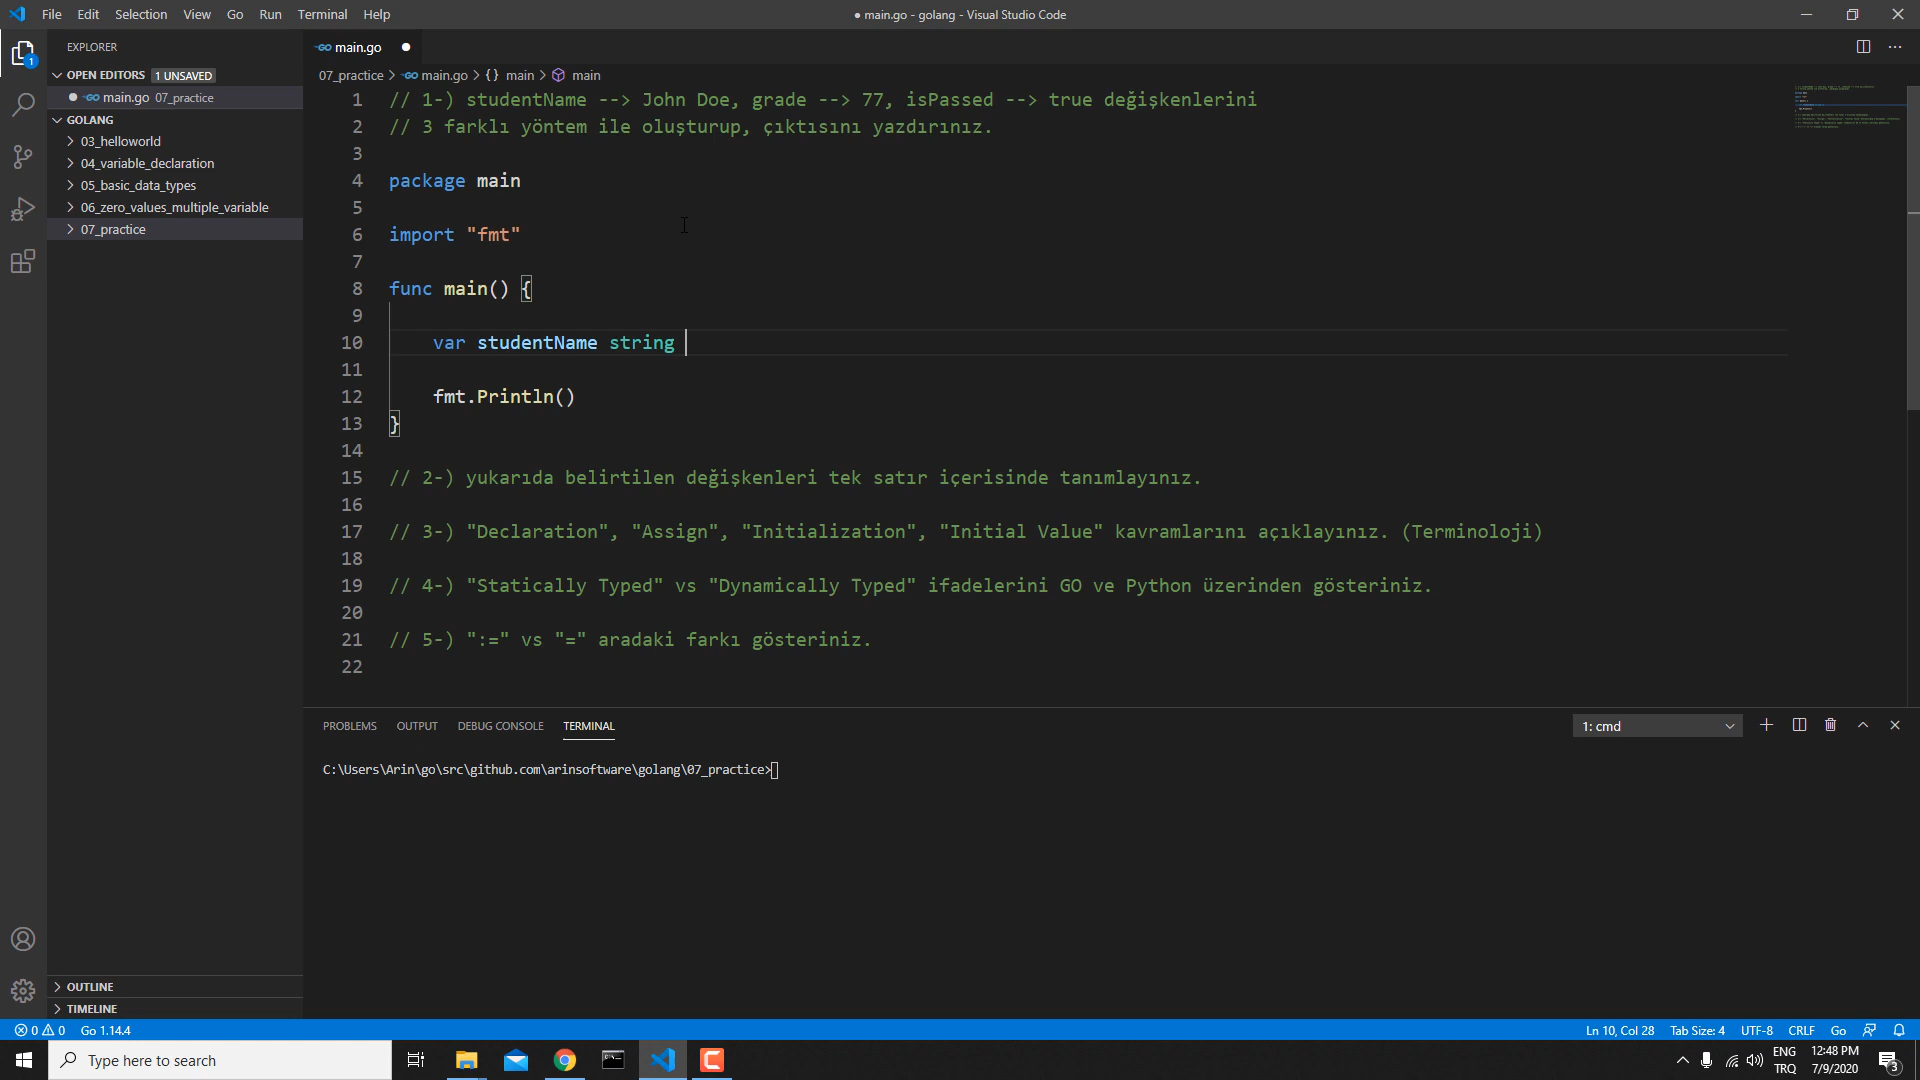 File Edit Selection View Go Run Terminal Help
● main.go - golang - Visual Studio Code
EXPLORER
OPEN EDITORS 1 UNSAVED
main.go 07_practice
GOLANG
03_helloworld
04_variable_declaration
05_basic_data_types
06_zero_values_multiple_variable
07_practice
OUTLINE
TIMELINE
main.go
07_practice > main.go > {} main > main
1 // 1-) studentName --> John Doe, grade --> 77, isPassed --> true değişkenlerini
2 // 3 farklı yöntem ile oluşturup, çıktısını yazdırınız.
3
4 package main
5
6 import "fmt"
7
8 func main() {
9
10 var studentName string
11
12 fmt.Println()
13 }
14
15 // 2-) yukarıda belirtilen değişkenleri tek satır içerisinde tanımlayınız.
16
17 // 3-) "Declaration", "Assign", "Initialization", "Initial Value" kavramlarını açıklayınız. (Terminoloji)
18
19 // 4-) "Statically Typed" vs "Dynamically Typed" ifadelerini GO ve Python üzerinden gösteriniz.
20
21 // 5-) ":=" vs "=" aradaki farkı gösteriniz.
22
PROBLEMS OUTPUT DEBUG CONSOLE TERMINAL
1: cmd
C:\Users\Arin\go\src\github.com\arinsoftware\golang\07_practice>
0 0 Go 1.14.4
Ln 10, Col 28 Tab Size: 4 UTF-8 CRLF Go
Type here to search
ENG
TRQ
12:48 PM
7/9/2020
3